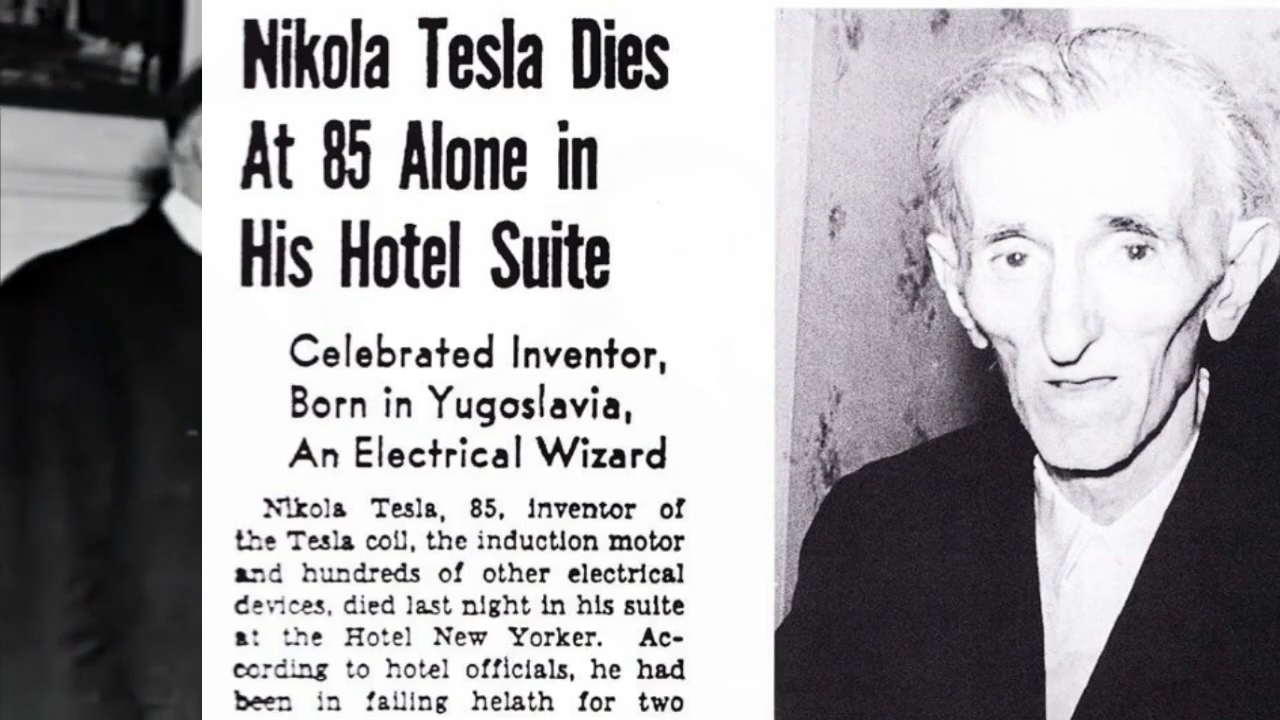 Nikola Tesla Dies
At 85 Alone in
His Hotel Suite
Celebrated Inventor,
Born in Yugoslavia,
An Electrical Wizard
Nikola Tesla, 85, inventor of
the Tesla coil, the induction motor
and hundreds of other electrical
devices, died last night in his suite
at the Hotel New Yorker. Ac-
cording to hotel officials, he had
been in failing helath for two